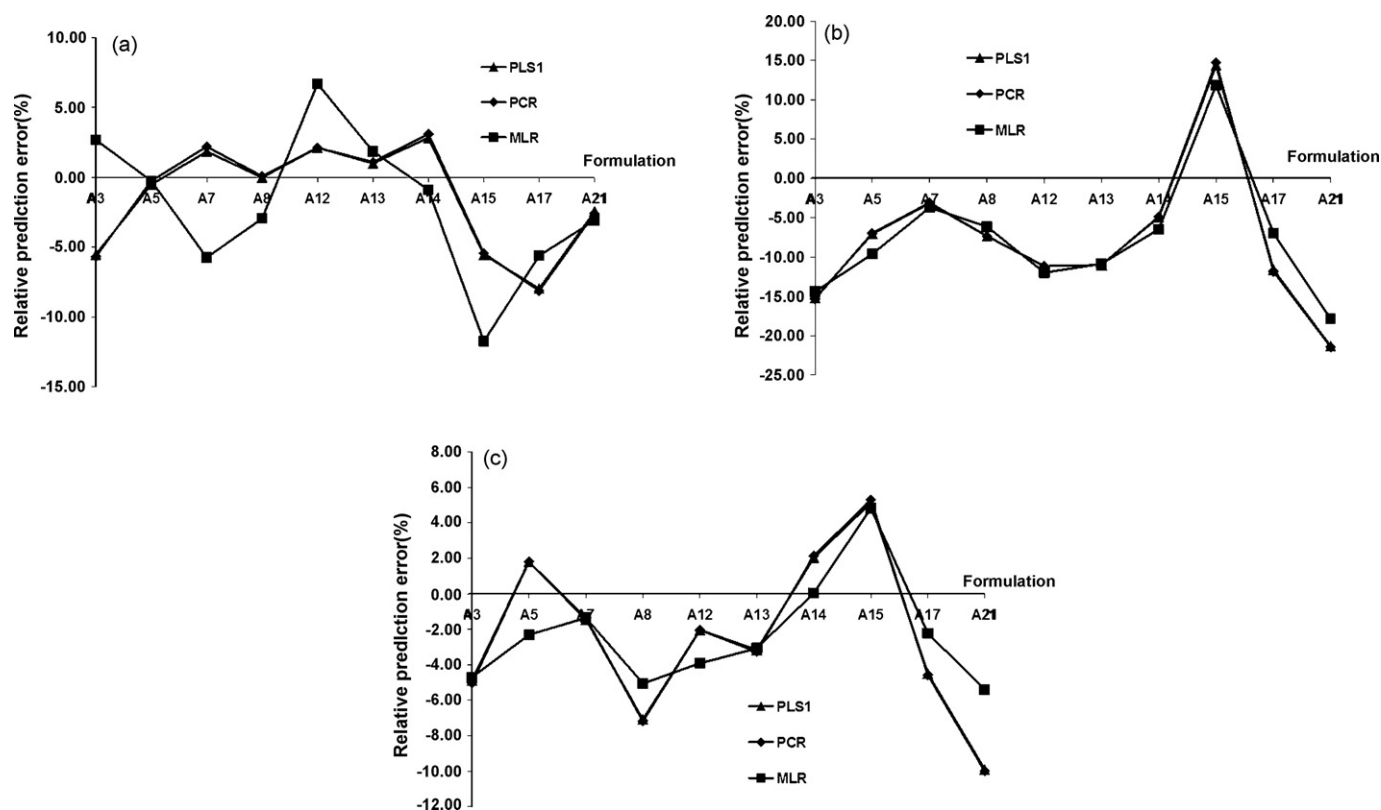 (a)
10.00
5.00
0.00
-5.00
-10.00
-15.00
Relative prediction error(%)
PLS1
PCR
MLR
Formulation
A3 A5 A7 A8 A12 A13 A14 A15 A17 A21
(b)
20.00
15.00
10.00
5.00
0.00
-5.00
-10.00
-15.00
-20.00
-25.00
Relative prediction error(%)
PLS1
PCR
MLR
Formulation
A3 A5 A7 A8 A12 A13 A14 A15 A17 A21
(c)
8.00
6.00
4.00
2.00
0.00
-2.00
-4.00
-6.00
-8.00
-10.00
-12.00
Relative prediction error(%)
Formulation
A3 A5 A7 A8 A12 A13 A14 A15 A17 A21
PLS1
PCR
MLR